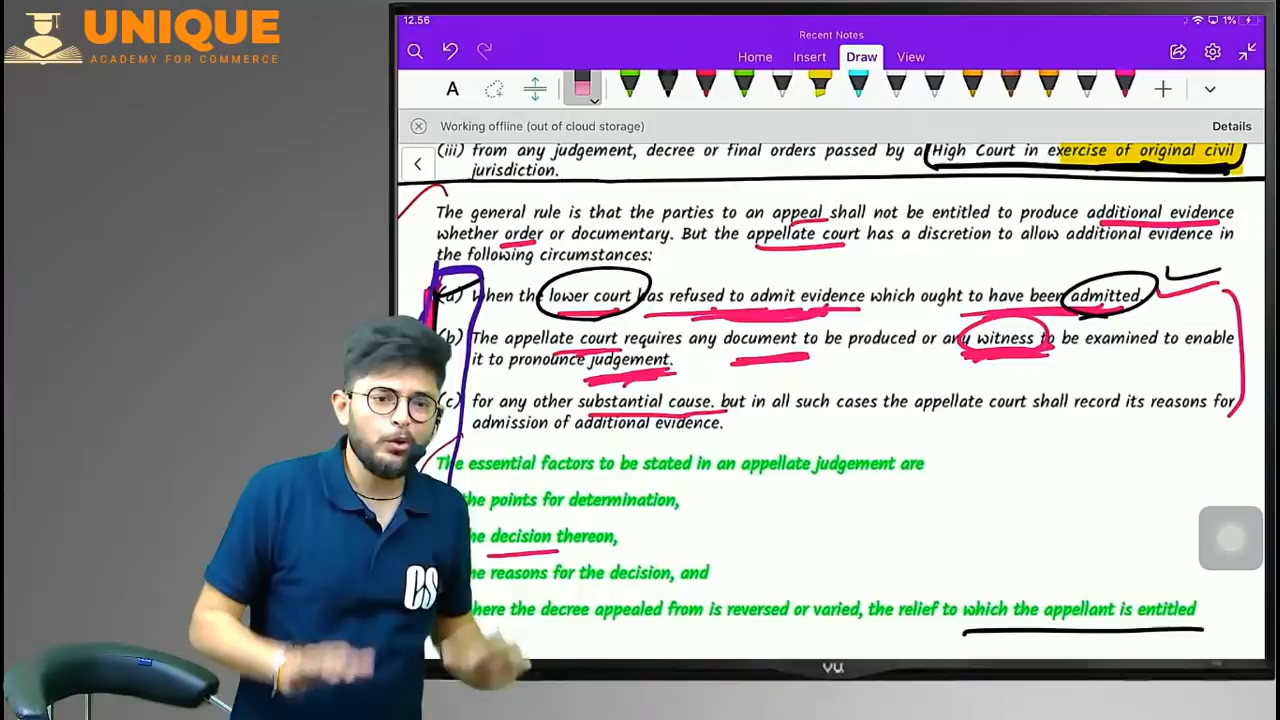 UNIQUE
ACADEMY FOR COMMERCE
12.56
1%
Recent Notes
Home Insert Draw View
A
Working offline (out of cloud storage)
Details
(iii) from any judgement, decree or final orders passed by a High Court in exercise of original civil
jurisdiction.
The general rule is that the parties to an appeal shall not be entitled to produce additional evidence
whether order or documentary. But the appellate court has a discretion to allow additional evidence in
the following circumstances:
(a) when the lower court has refused to admit evidence which ought to have been admitted
(b) The appellate court requires any document to be produced or any witness to be examined to enable
it to pronounce judgement.
(c) for any other substantial cause. but in all such cases the appellate court shall record its reasons for
admission of additional evidence.
The essential factors to be stated in an appellate judgement are
the points for determination,
he decision thereon,
ne reasons for the decision, and
here the decree appealed from is reversed or varied, the relief to which the appellant is entitled
CS
VU